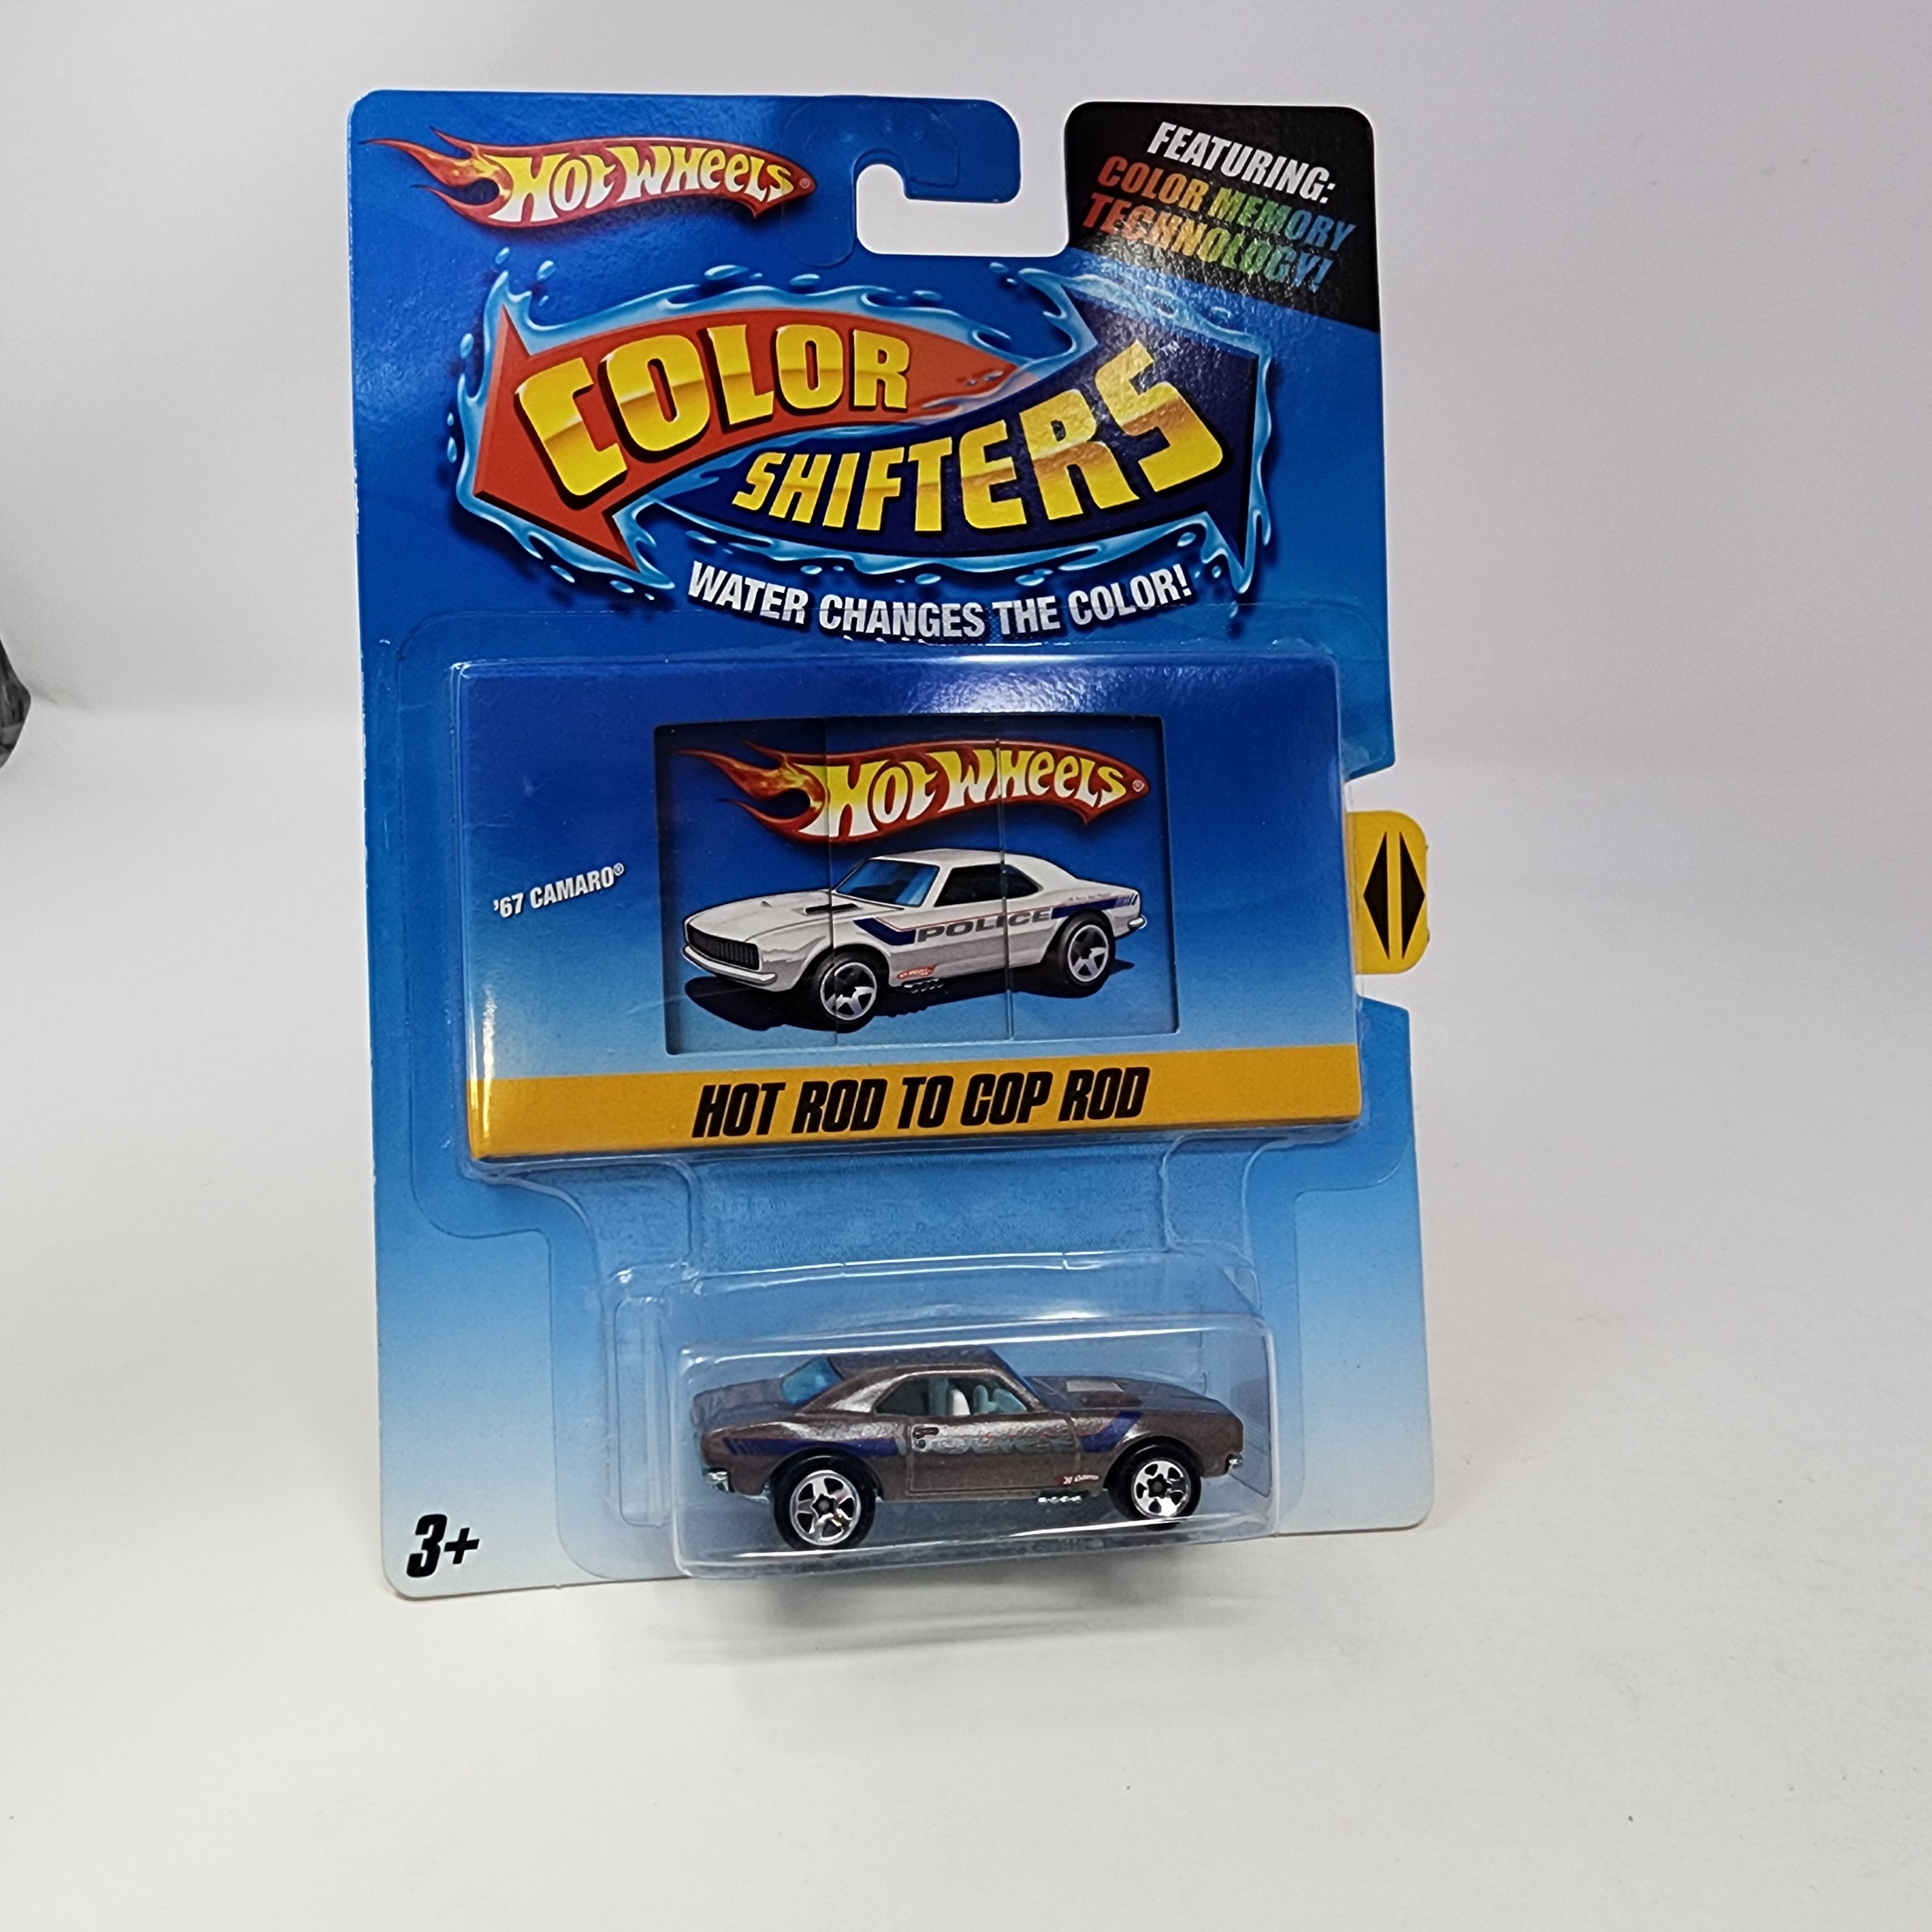 HOT WHEELS®
FEATURING:
COLOR MEMORY
TECHNOLOGY!
COLOR
SHIFTERS
WATER CHANGES THE COLOR!
HOT WHEELS®
'67 CAMARO®
POLICE
HOT ROD TO COP ROD
POLICE
3+